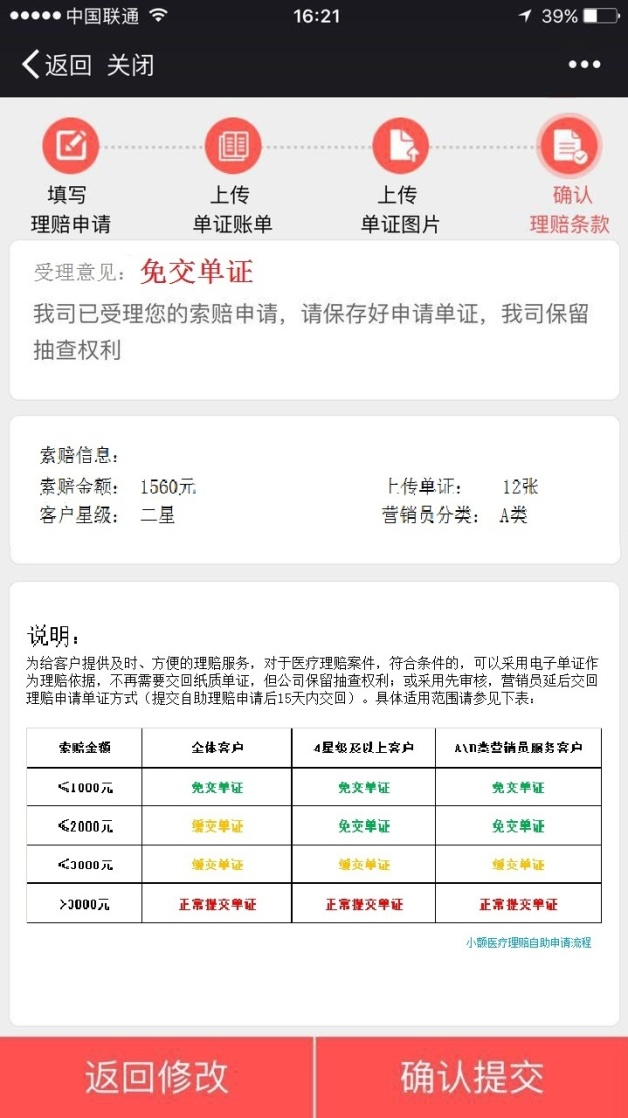 中国联通 16:21 39%
返回 关闭
填写 上传 上传 确认
理赔申请 单证账单 单证图片 理赔条款
受理意见：免交单证
我司已受理您的索赔申请，请保存好申请单证，我司保留
抽查权利
索赔信息：
索赔金额： 1560元 上传单证： 12张
客户星级： 二星 营销员分类： A类
说明：
为给客户提供及时、方便的理赔服务，对于医疗理赔案件，符合条件的，可以采用电子单证作
为理赔依据，不再需要交回纸质单证，但公司保留抽查权利；或采用先审核，营销员延后交回
理赔申请单证方式（提交自助理赔申请后15天内交回）。具体适用范围请参见下表：
索赔金额 全体客户 4星级及以上客户 A\B类营销员服务客户
≤1000元 免交单证 免交单证 免交单证
≤2000元 缓交单证 免交单证 免交单证
≤3000元 缓交单证 缓交单证 缓交单证
>3000元 正常提交单证 正常提交单证 正常提交单证
小额医疗理赔自助申请流程
返回修改 确认提交